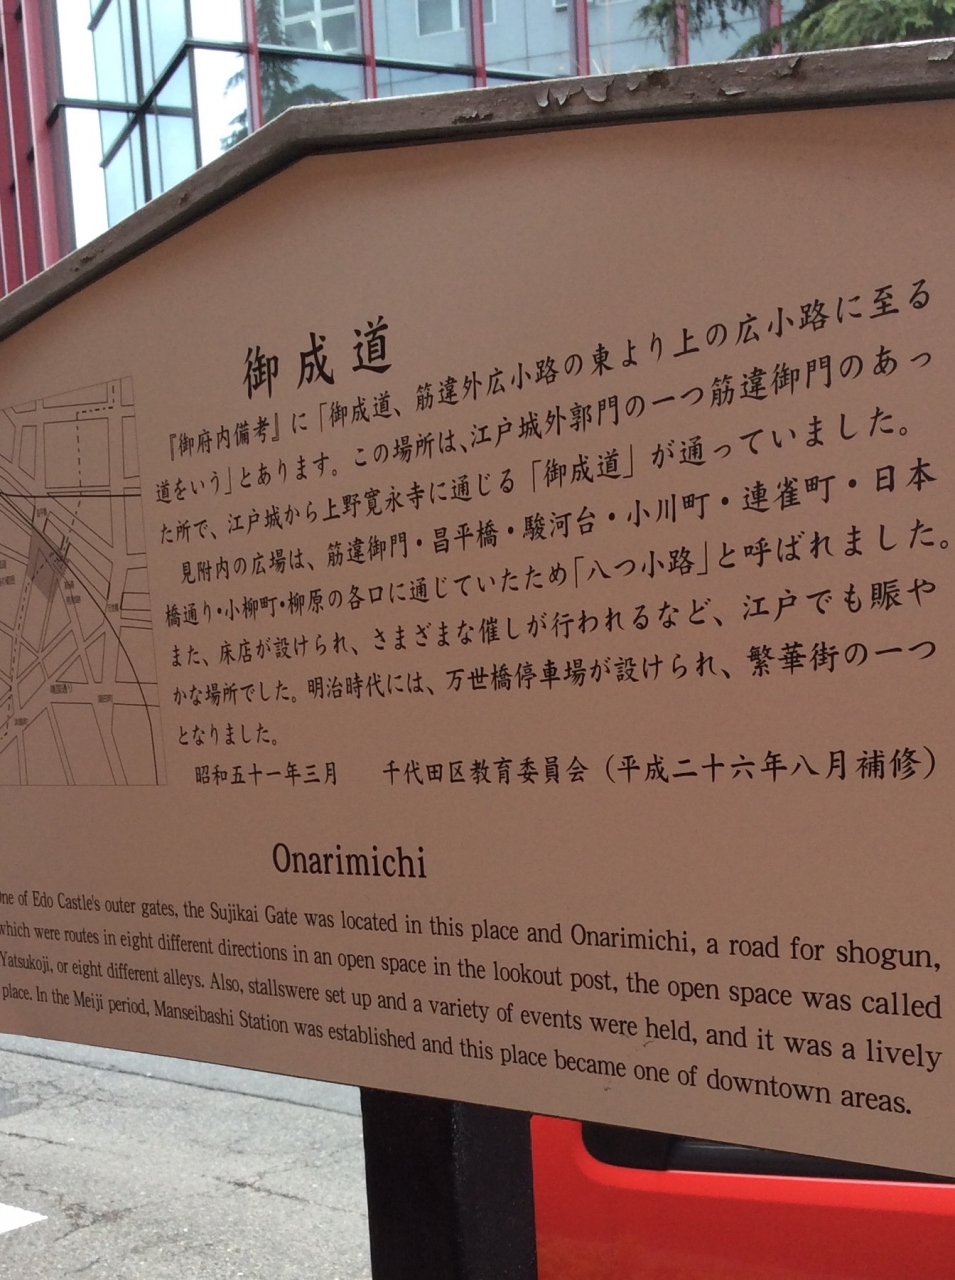 御成道
『御府内備考』に「御成道、筋違外広小路の東より上の広小路に至る
道をいう」とあります。この場所は、江戸城外郭門の一つ筋違御門のあっ
た所で、江戸城から上野寛永寺に通じる「御成道」が通っていました。
見附内の広場は、筋違御門・昌平橋・駿河台・小川町・連雀町・日本
橋通り・小柳町・柳原の各口に通じていたため「八つ小路」と呼ばれました。
また、床店が設けられ、さまざまな催しが行われるなど、江戸でも賑や
かな場所でした。明治時代には、万世橋停車場が設けられ、繁華街の一つ
となりました。
昭和五十一年三月 千代田区教育委員会（平成二十六年八月補修）
Onarimichi
One of Edo Castle's outer gates, the Sujikai Gate was located in this place and Onarimichi, a road for shogun,
which were routes in eight different directions in an open space in the lookout post, the open space was called
Yatsukoji, or eight different alleys. Also, stallswere set up and a variety of events were held, and it was a lively
place. In the Meiji period, Manseibashi Station was established and this place became one of downtown areas.